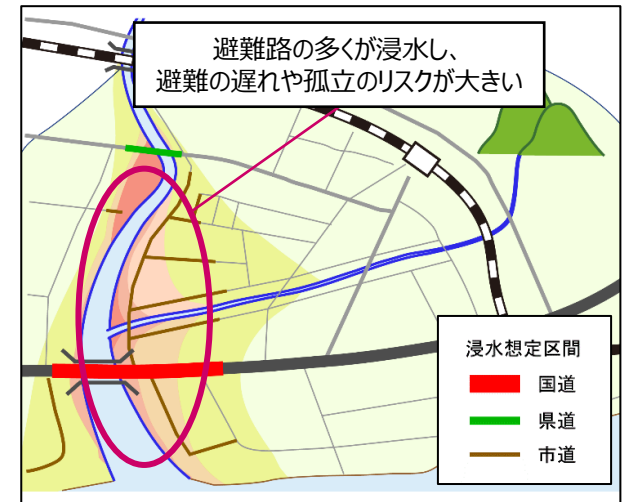 避難路の多くが浸水し、
避難の遅れや孤立のリスクが大きい
浸水想定区間
国道
県道
市道